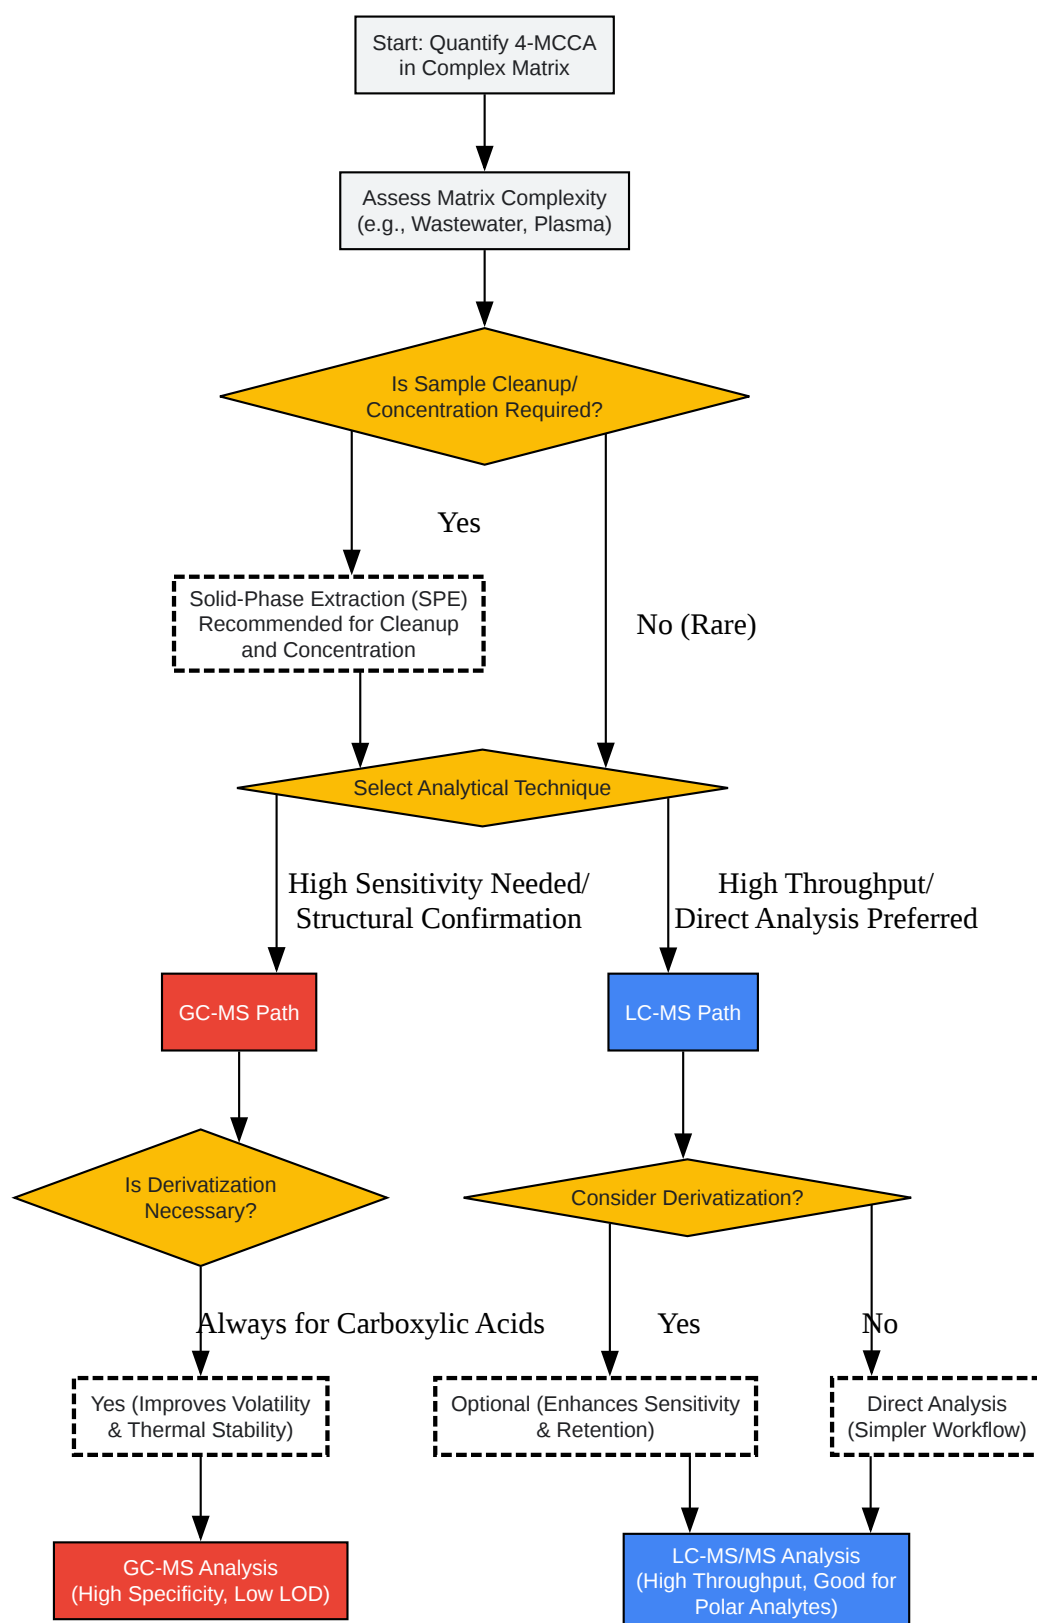 Start: Quantify 4-MCCA
in Complex Matrix
Assess Matrix Complexity
(e.g., Wastewater, Plasma)
Is Sample Cleanup/
Concentration Required?
Yes
Solid-Phase Extraction (SPE)
Recommended for Cleanup
and Concentration
No (Rare)
Select Analytical Technique
High Sensitivity Needed/
Structural Confirmation
High Throughput/
Direct Analysis Preferred
GC-MS Path
LC-MS Path
Is Derivatization
Necessary?
Consider Derivatization?
Always for Carboxylic Acids
Yes
No
Yes (Improves Volatility
& Thermal Stability)
Optional (Enhances Sensitivity
& Retention)
Direct Analysis
(Simpler Workflow)
GC-MS Analysis
(High Specificity, Low LOD)
LC-MS/MS Analysis
(High Throughput, Good for
Polar Analytes)